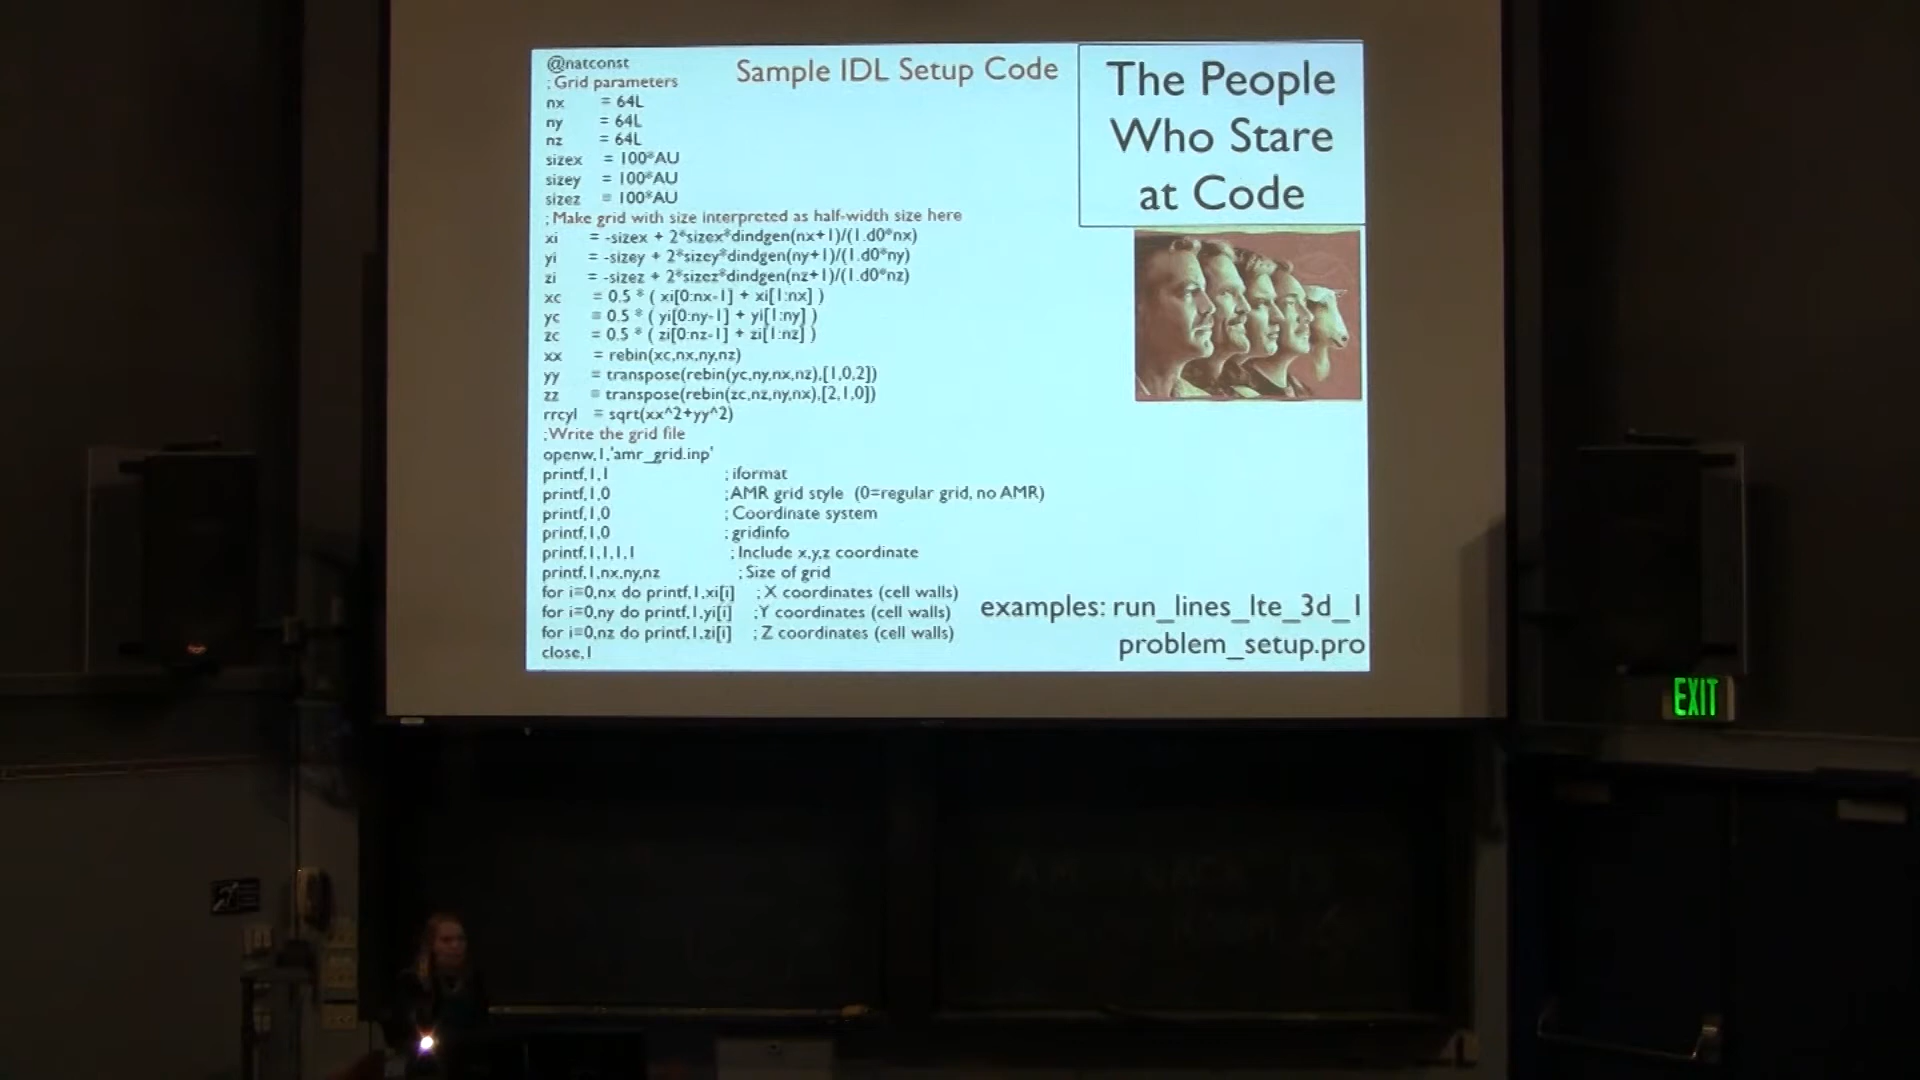 @natconst
; Grid parameters
nx = 64L
ny = 64L
nz = 64L
sizex = 100*AU
sizey = 100*AU
sizez = 100*AU
; Make grid with size interpreted as half-width size here
xi = -sizex + 2*sizex*dindgen(nx+1)/(1.d0*nx)
yi = -sizey + 2*sizey*dindgen(ny+1)/(1.d0*ny)
zi = -sizez + 2*sizez*dindgen(nz+1)/(1.d0*nz)
xc = 0.5 * ( xi[0:nx-1] + xi[1:nx] )
yc = 0.5 * ( yi[0:ny-1] + yi[1:ny] )
zc = 0.5 * ( zi[0:nz-1] + zi[1:nz] )
xx = rebin(xc,nx,ny,nz)
yy = transpose(rebin(yc,ny,nx,nz),[1,0,2])
zz = transpose(rebin(zc,nz,ny,nx),[2,1,0])
rrcyl = sqrt(xx^2+yy^2)
;Write the grid file
openw,1,'amr_grid.inp'
printf,1,1 ; iformat
printf,1,0 ;AMR grid style (0=regular grid, no AMR)
printf,1,0 ; Coordinate system
printf,1,0 ; gridinfo
printf,1,1,1,1 ; Include x,y,z coordinate
printf,1,nx,ny,nz ; Size of grid
for i=0,nx do printf,1,xi[i] ; X coordinates (cell walls)
for i=0,ny do printf,1,yi[i] ;Y coordinates (cell walls)
for i=0,nz do printf,1,zi[i] ; Z coordinates (cell walls)
close,1
Sample IDL Setup Code
The People
Who Stare
at Code
examples: run_lines_lte_3d_1
problem_setup.pro
EXIT